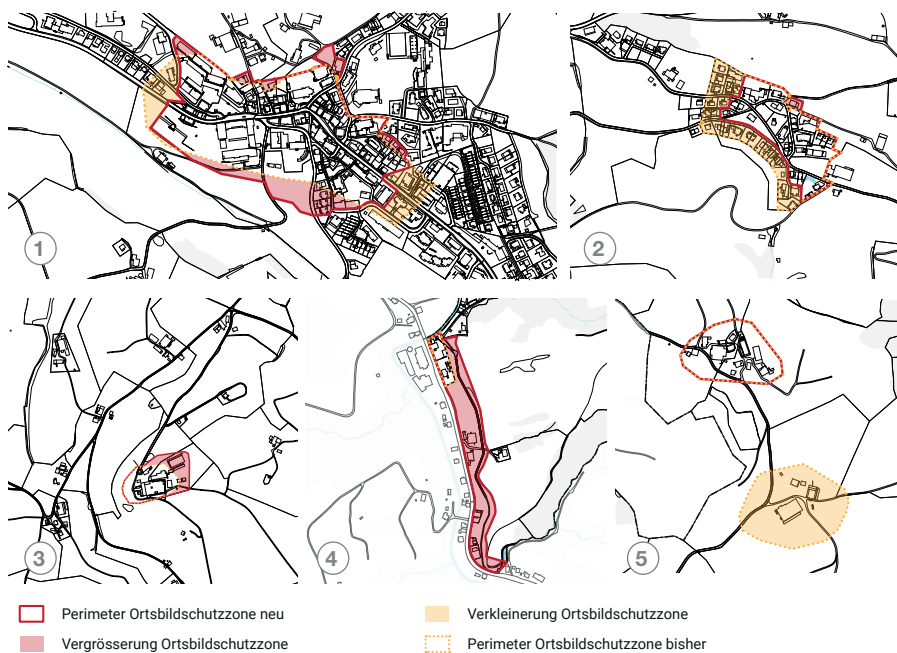 1
2
3
4
5
Perimeter Ortsbildschutzzone neu
Verkleinerung Ortsbildschutzzone
Vergrösserung Ortsbildschutzzone
Perimeter Ortsbildschutzzone bisher